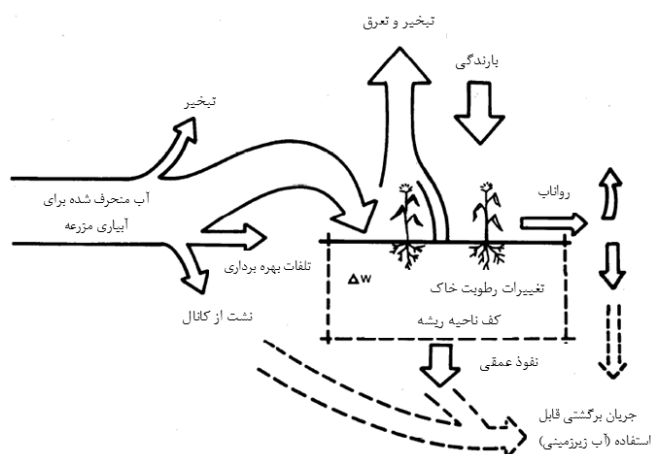 تبخیر و تعرق
بارندگی
تبخیر
آب منحرف شده برای
آبیاری مزرعه
رواناب
تلفات بهره برداری
نشت از کانال
Δw
تغییرات رطوبت خاک
کف ناحیه ریشه
نفوذ عمقی
جریان برگشتی قابل
استفاده (آب زیرزمینی)